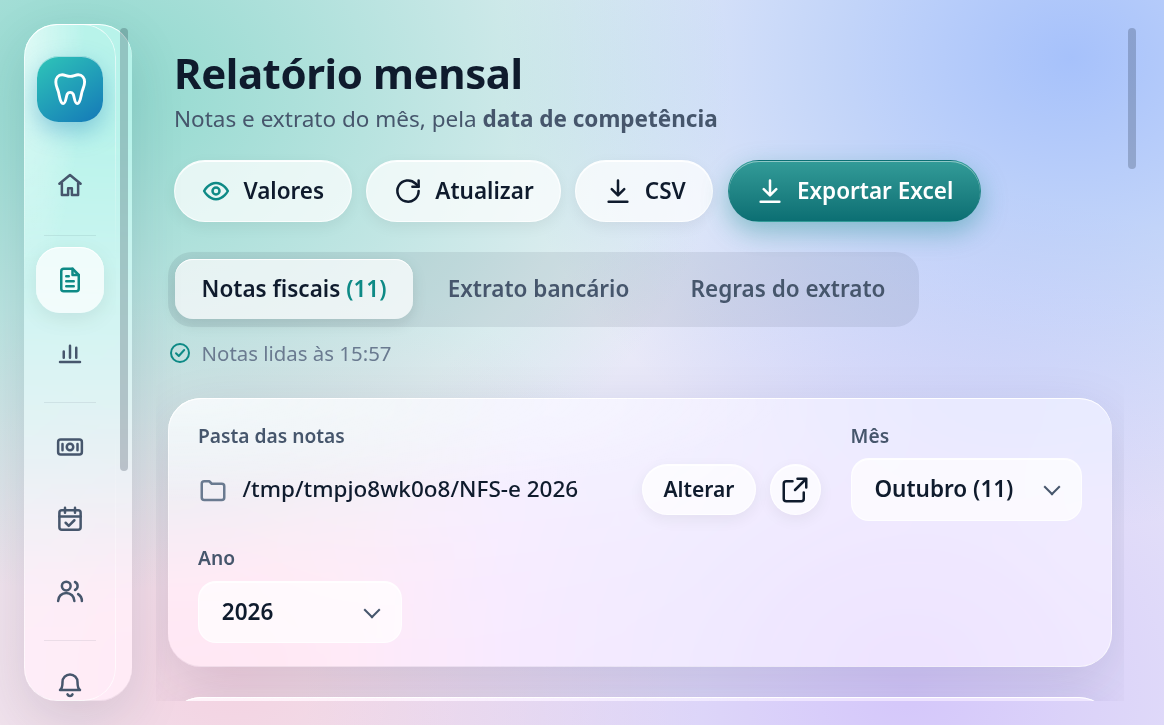 Relatório mensal
Notas e extrato do mês, pela data de competência
Valores
Atualizar
CSV
Exportar Excel
Notas fiscais (11)
Extrato bancário
Regras do extrato
Notas lidas às 15:57
Pasta das notas
Mês
/tmp/tmpjo8wk0o8/NFS-e 2026
Alterar
Outubro (11)
Ano
2026